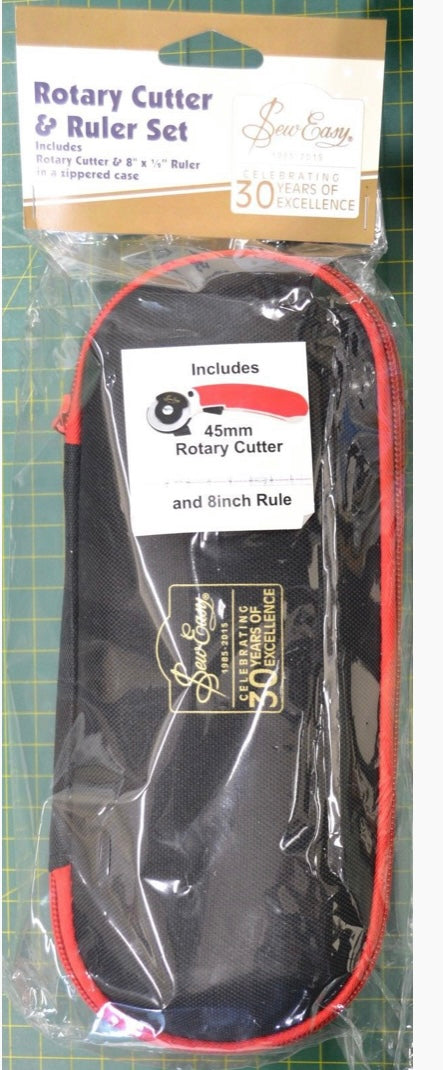 Rotary Cutter
& Ruler Set
Includes
Rotary Cutter & 8" x ½" Ruler
in a zippered case
Sew Easy®
1985-2015
CELEBRATING
30 YEARS OF
EXCELLENCE
Includes
45mm
Rotary Cutter
and 8inch Rule
Sew Easy®
1985-2015
CELEBRATING
30 YEARS OF
EXCELLENCE